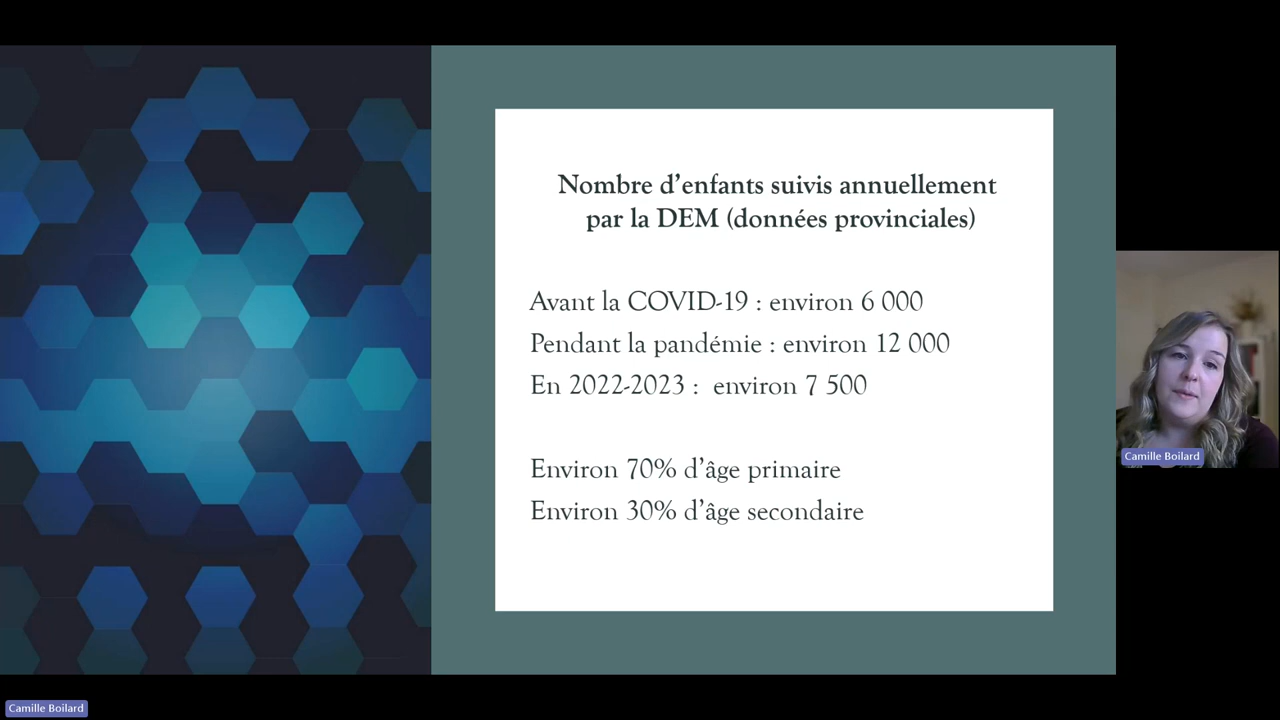 Nombre d’enfants suivis annuellement
par la DEM (données provinciales)
Avant la COVID-19 : environ 6 000
Pendant la pandémie : environ 12 000
En 2022-2023 :  environ 7 500
Environ 70% d’âge primaire
Environ 30% d’âge secondaire
Camille Boilard
Camille Boilard